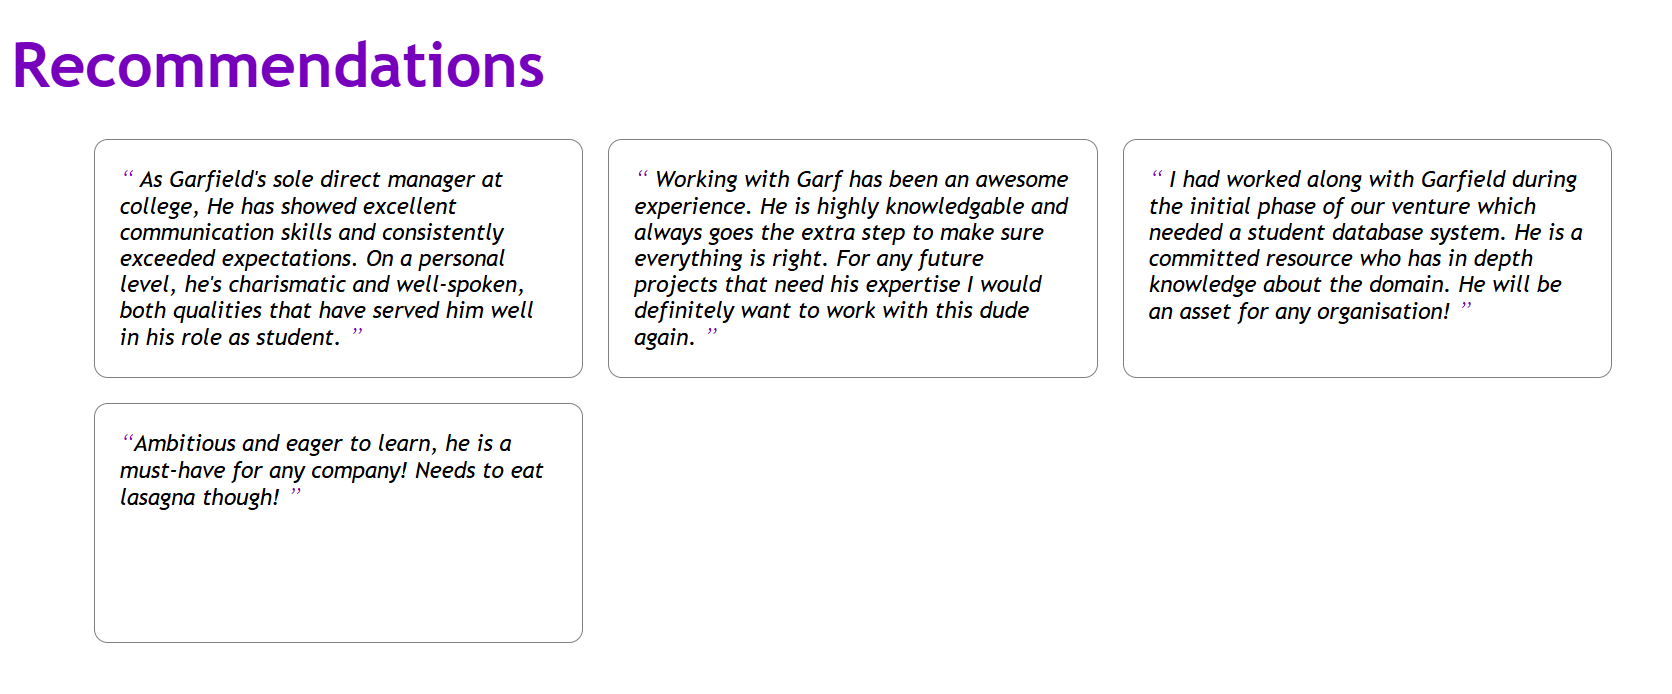 Recommendations
“ As Garfield's sole direct manager at
college, He has showed excellent
communication skills and consistently
exceeded expectations. On a personal
level, he's charismatic and well-spoken,
both qualities that have served him well
in his role as student. ”
“ Working with Garf has been an awesome
experience. He is highly knowledgable and
always goes the extra step to make sure
everything is right. For any future
projects that need his expertise I would
definitely want to work with this dude
again. ”
“ I had worked along with Garfield during
the initial phase of our venture which
needed a student database system. He is a
committed resource who has in depth
knowledge about the domain. He will be
an asset for any organisation! ”
“Ambitious and eager to learn, he is a
must-have for any company! Needs to eat
lasagna though! ”